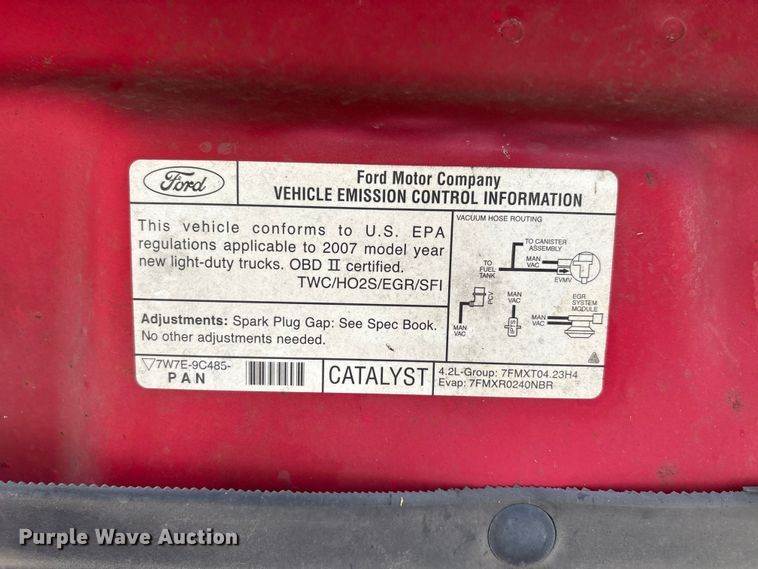 Ford
Ford Motor Company
VEHICLE EMISSION CONTROL INFORMATION
This vehicle conforms to U.S. EPA
regulations applicable to 2007 model year
new light-duty trucks. OBD II certified.
TWC/HO2S/EGR/SFI
Adjustments: Spark Plug Gap: See Spec Book.
No other adjustments needed.
VACUUM HOSE ROUTING
TO CANISTER
ASSEMBLY
TO
FUEL
TANK
MAN
VAC
EVMV
PCV
MAN
VAC
MAN
VAC
EGR
SYSTEM
MODULE
MAN
VAC
7W7E-9C485-
PAN
CATALYST
4.2L-Group: 7FMXT04.23H4
Evap: 7FMXR0240NBR
Purple Wave Auction